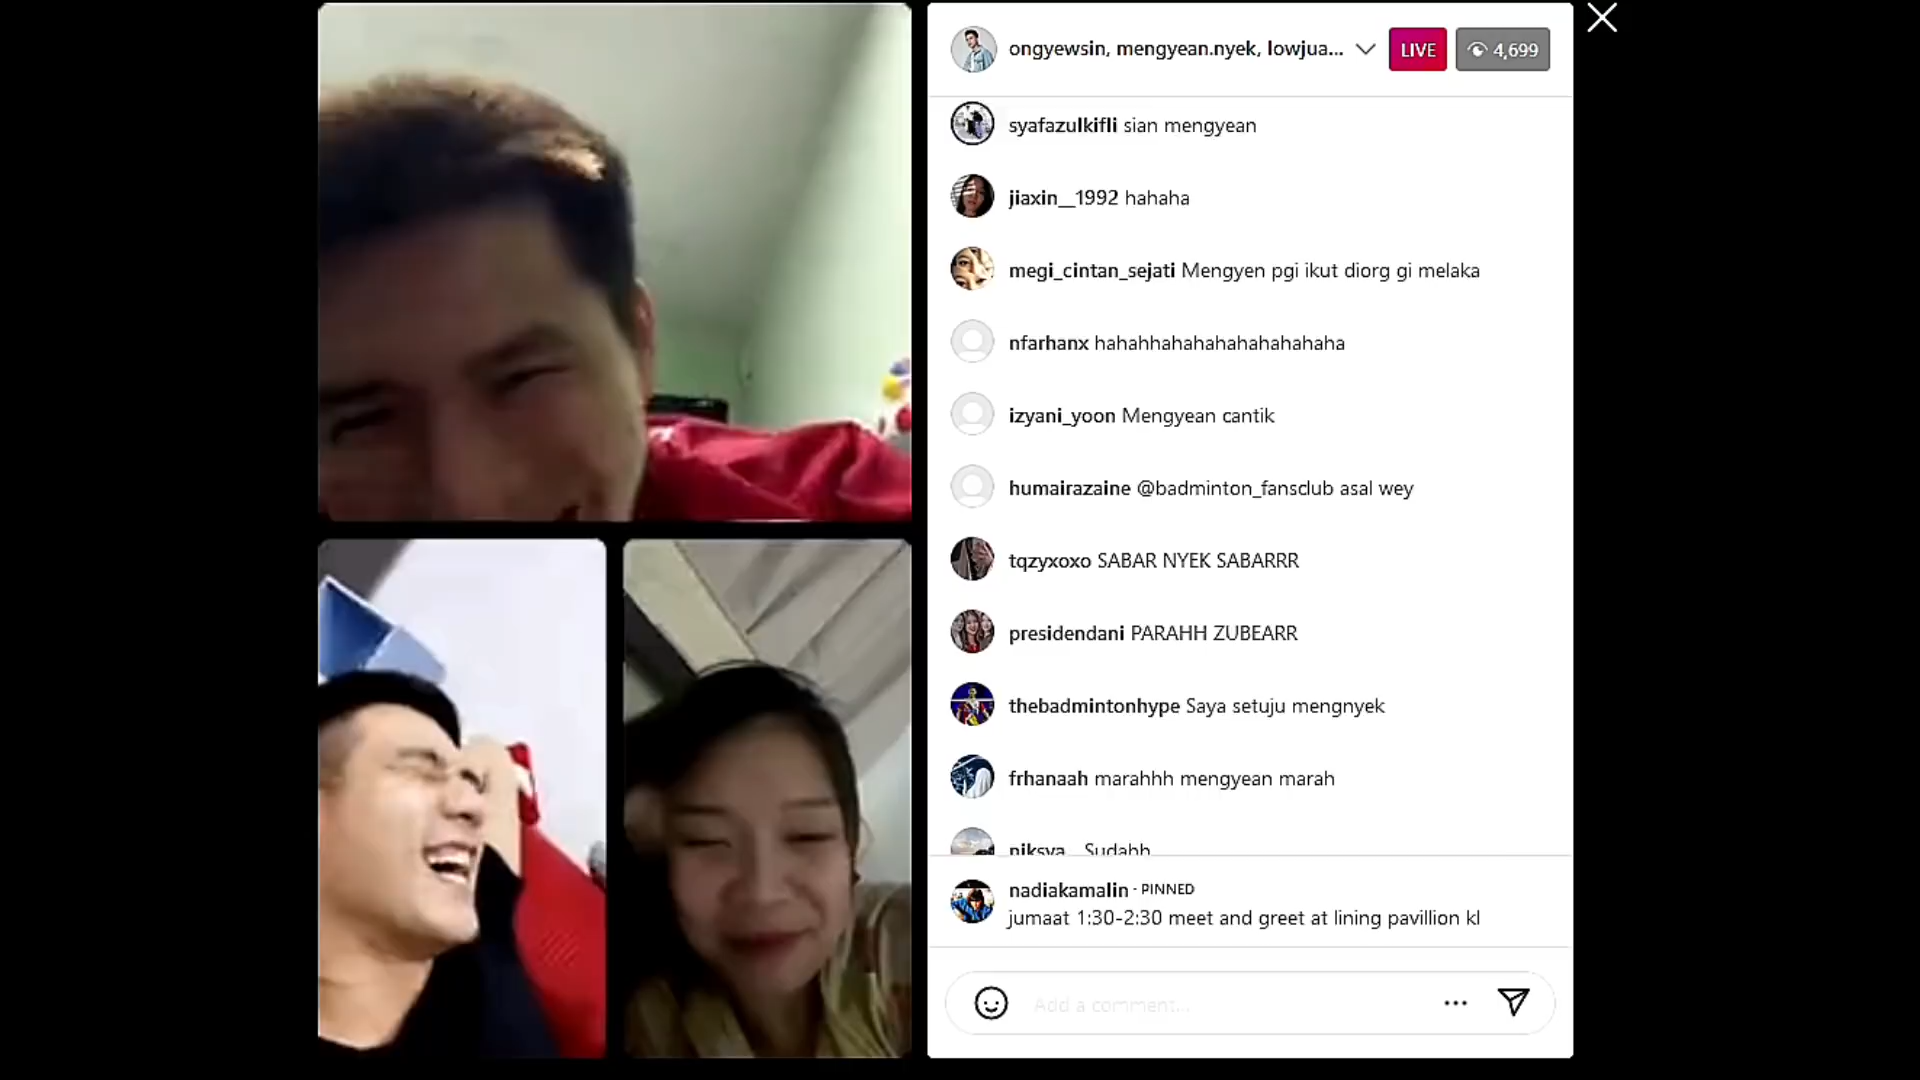 ongyewsin, mengyean.nyek, lowjua...
LIVE
4,699
syafazulkifli sian mengyean
jiaxin__1992 hahaha
megi_cintan_sejati Mengyen pgi ikut diorg gi melaka
nfarhanx hahahhahahahahahahahaha
izyani_yoon Mengyean cantik
humairazaine @badminton_fansclub asal wey
tqzyxoxo SABAR NYEK SABARRR
presidendani PARAHH ZUBEARR
thebadmintonhype Saya setuju mengnyek
frhanaah marahhh mengyean marah
niksya__ Sudahh
nadiakamalin · PINNED
jumaat 1:30-2:30 meet and greet at lining pavillion kl
Add a comment...